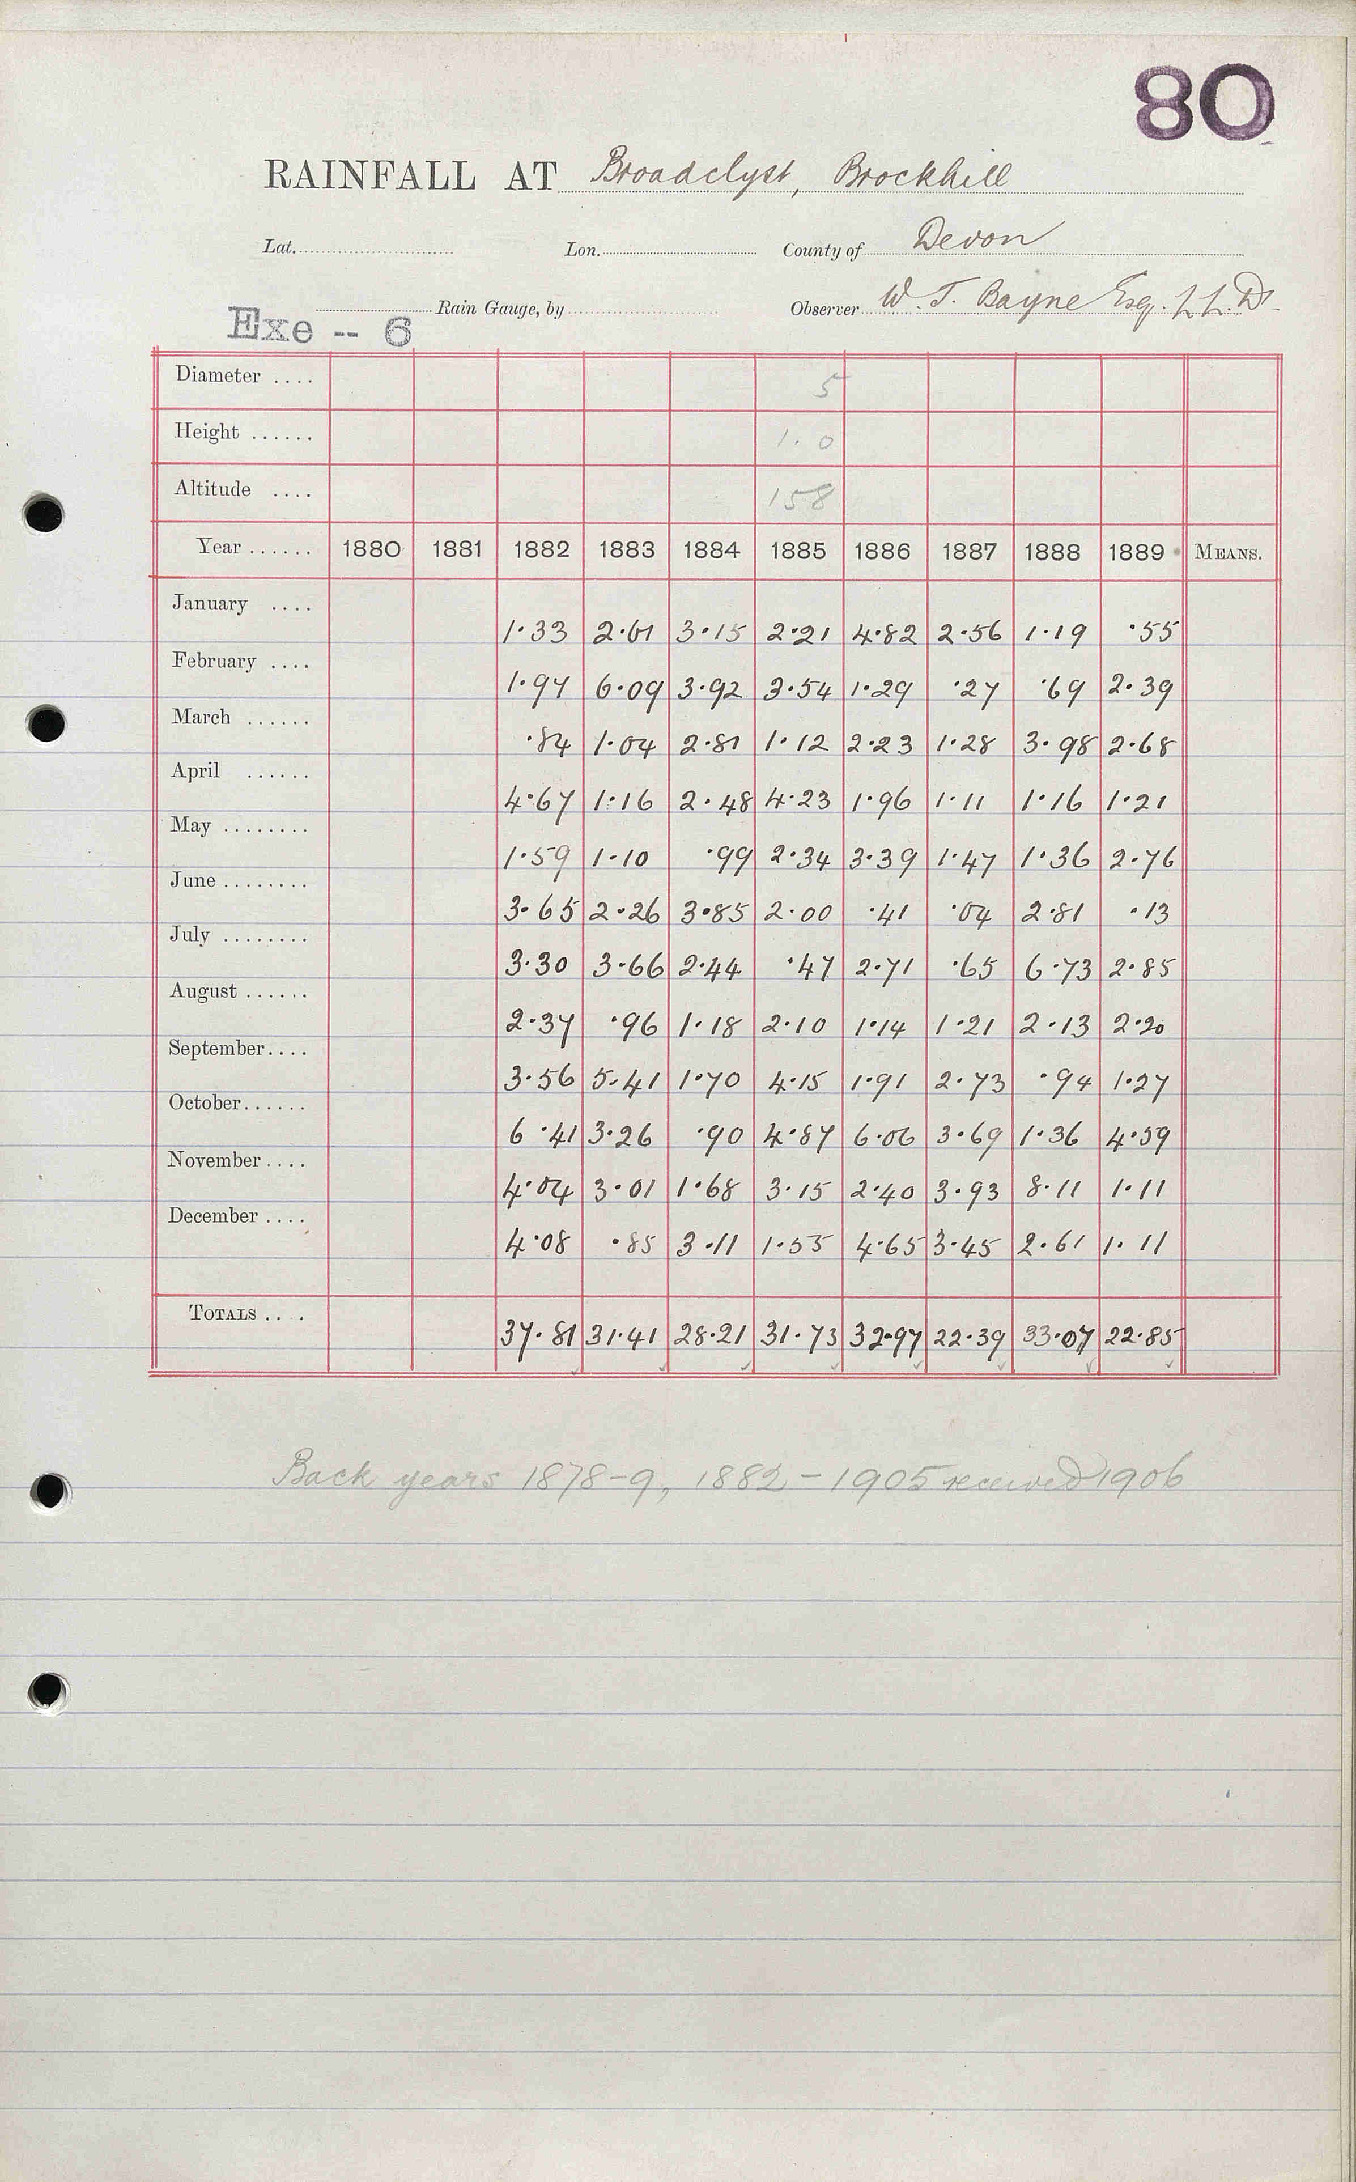 80
RAINFALL AT Broadclyst, Brockhill
Lat. Lon. County of Devon
Rain Gauge, by Observer W. T. Bayne Esq. LL.D.
Exe -- 6
Diameter .... 5
Height ...... 1.0
Altitude .... 158
Year ...... 1880 1881 1882 1883 1884 1885 1886 1887 1888 1889 MEANS.
January .... 1.33 2.61 3.15 2.21 4.82 2.56 1.19 .55
February .... 1.97 6.09 3.92 3.54 1.29 .27 .69 2.39
March ...... .84 1.04 2.81 1.12 2.23 1.28 3.98 2.68
April ...... 4.67 1.16 2.48 4.23 1.96 1.11 1.16 1.21
May ........ 1.59 1.10 .99 2.34 3.39 1.47 1.36 2.76
June ........ 3.65 2.26 3.85 2.00 .41 .04 2.81 .13
July ........ 3.30 3.66 2.44 .47 2.71 .65 6.73 2.85
August ...... 2.37 .96 1.18 2.10 1.14 1.21 2.13 2.20
September.... 3.56 5.41 1.70 4.15 1.91 2.73 .94 1.27
October...... 6.41 3.26 .90 4.87 6.06 3.69 1.36 4.59
November.... 4.04 3.01 1.68 3.15 2.40 3.93 8.11 1.11
December .... 4.08 .85 3.11 1.55 4.65 3.45 2.61 1.11
TOTALS .... 37.81 31.41 28.21 31.73 32.97 22.39 33.07 22.85
Back years 1878-9, 1882-1905 received 1906